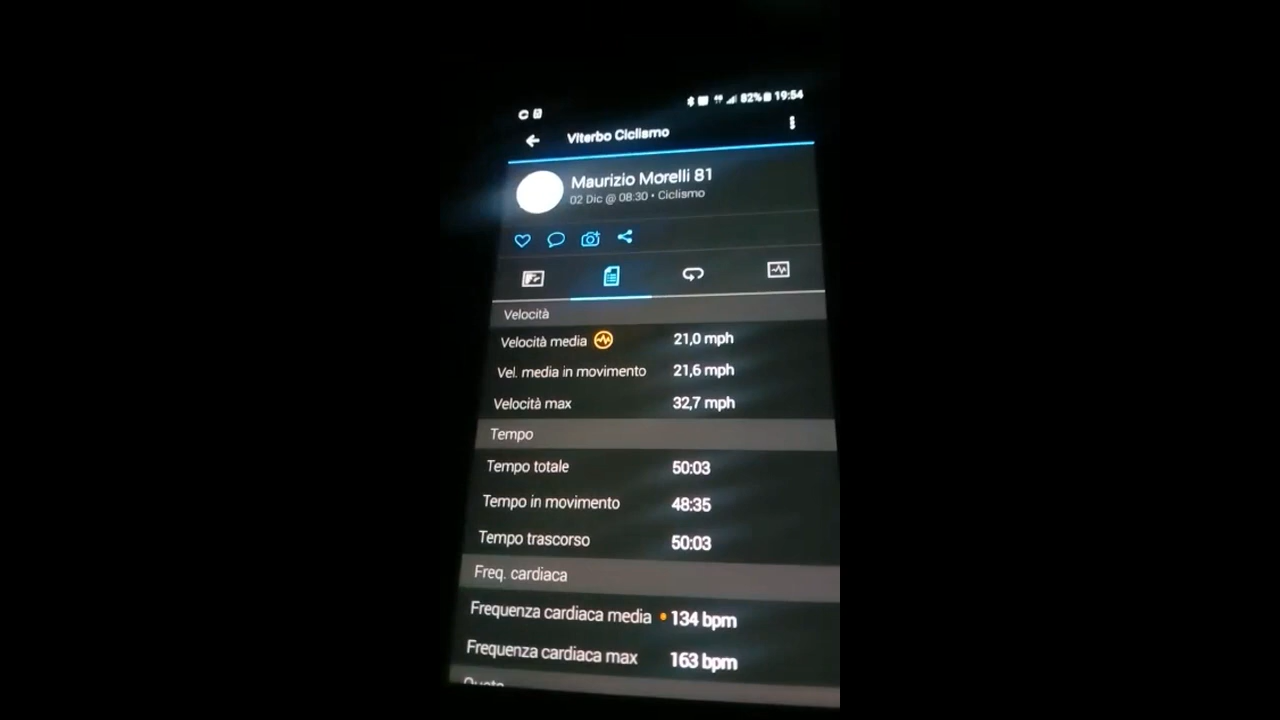 82% 19:54
Viterbo Ciclismo
Maurizio Morelli 81
02 Dic @ 08:30 • Ciclismo
Velocità
Velocità media 21,0 mph
Vel. media in movimento 21,6 mph
Velocità max 32,7 mph
Tempo
Tempo totale 50:03
Tempo in movimento 48:35
Tempo trascorso 50:03
Freq. cardiaca
Frequenza cardiaca media • 134 bpm
Frequenza cardiaca max 163 bpm
Quota